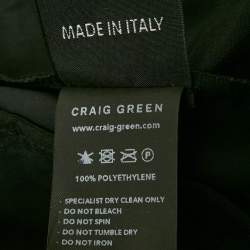 MADE IN ITALY
CRAIG GREEN
www.craig-green.com
100% POLYETHYLENE
- SPECIALIST DRY CLEAN ONLY
- DO NOT BLEACH
- DO NOT SPIN
- DO NOT TUMBLE DRY
- DO NOT IRON